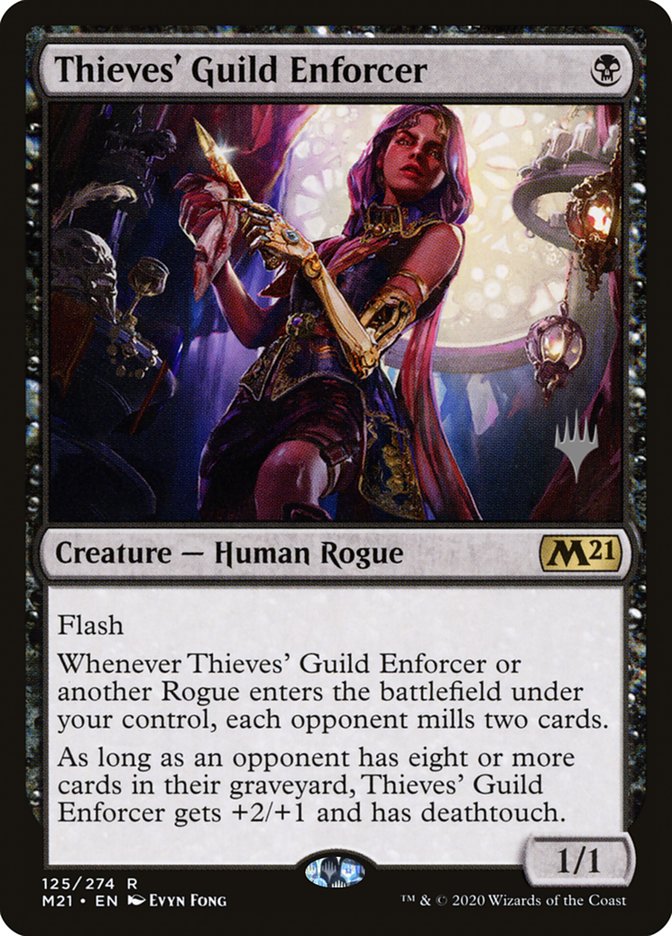 Thieves' Guild Enforcer
Creature — Human Rogue
M21
Flash
Whenever Thieves' Guild Enforcer or
another Rogue enters the battlefield under
your control, each opponent mills two cards.
As long as an opponent has eight or more
cards in their graveyard, Thieves' Guild
Enforcer gets +2/+1 and has deathtouch.
1/1
125/274 R
M21 • EN Evyn Fong
™ & © 2020 Wizards of the Coast